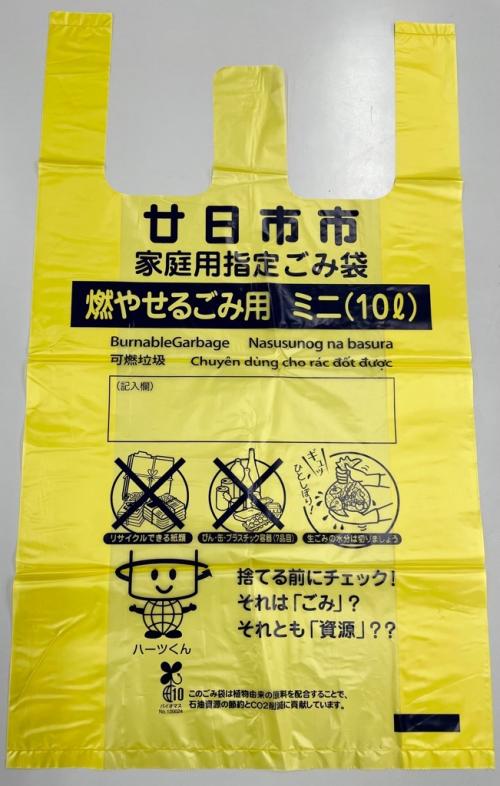 廿日市市
家庭用指定ごみ袋
燃やせるごみ用 ミニ(10ℓ)
BurnableGarbage Nasusunog na basura
可燃垃圾 Chuyên dùng cho rác đốt được
(記入欄)
ギュッ
ひとしぼり!
リサイクルできる紙類 びん・缶・プラスチック容器(7品目) 生ごみの水分は切りましょう
捨てる前にチェック!
それは「ごみ」?
それとも「資源」??
ハーツくん
10
バイオマス
このごみ袋は植物由来の原料を配合することで、
石油資源の節約とCO2削減に貢献しています。